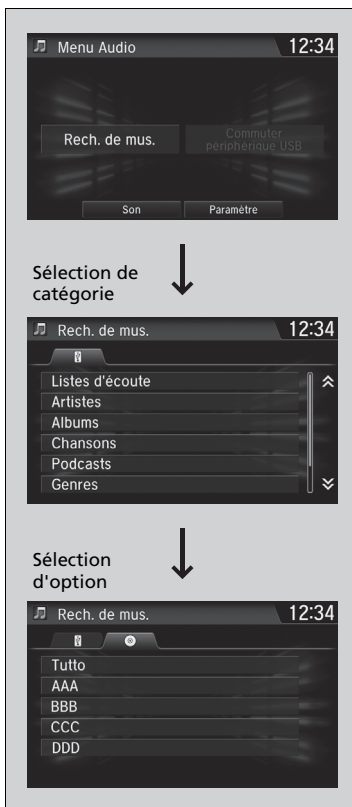 Menu Audio 12:34
Rech. de mus. Commuter
périphérique USB
Son Paramètre
Sélection de
catégorie
Rech. de mus. 12:34
Listes d'écoute
Artistes
Albums
Chansons
Podcasts
Genres
Sélection
d'option
Rech. de mus. 12:34
Tutto
AAA
BBB
CCC
DDD